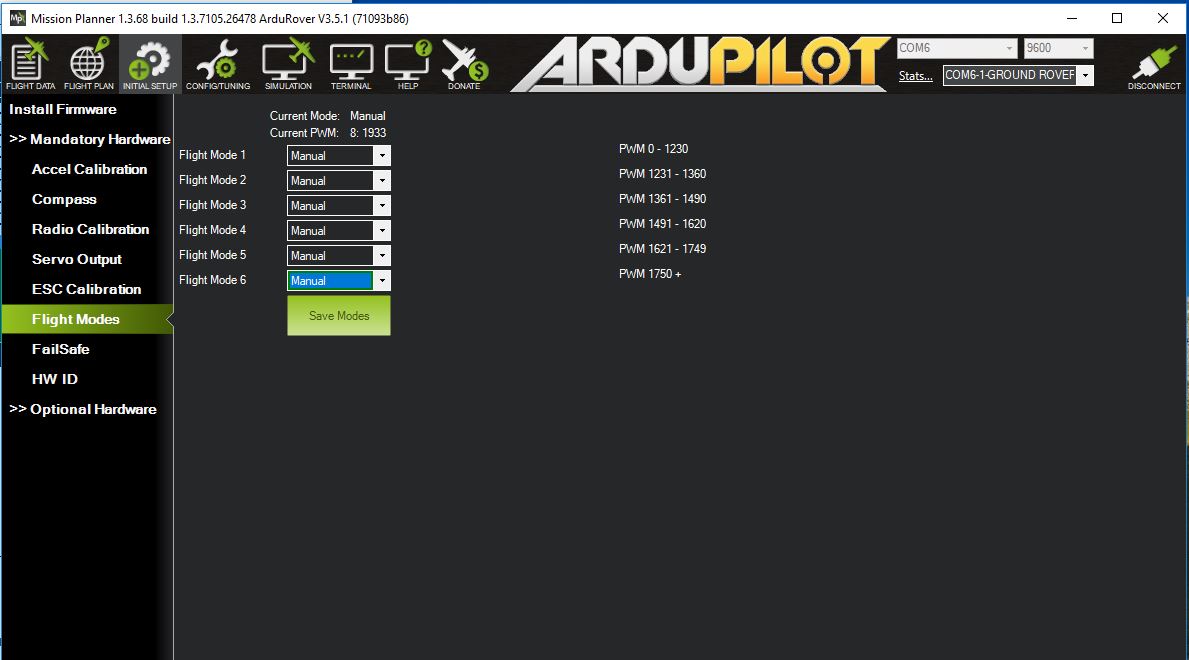 Mission Planner 1.3.68 build 1.3.7105.26478 ArduRover V3.5.1 (71093b86)
FLIGHT DATA FLIGHT PLAN INITIAL SETUP CONFIG/TUNING SIMULATION TERMINAL HELP DONATE
ARDUPILOT
COM6 9600
Stats... COM6-1-GROUND ROVER
DISCONNECT
Install Firmware
>> Mandatory Hardware
Accel Calibration
Compass
Radio Calibration
Servo Output
ESC Calibration
Flight Modes
FailSafe
HW ID
>> Optional Hardware
Current Mode: Manual
Current PWM: 8: 1933
Flight Mode 1 Manual PWM 0 - 1230
Flight Mode 2 Manual PWM 1231 - 1360
Flight Mode 3 Manual PWM 1361 - 1490
Flight Mode 4 Manual PWM 1491 - 1620
Flight Mode 5 Manual PWM 1621 - 1749
Flight Mode 6 Manual PWM 1750 +
Save Modes